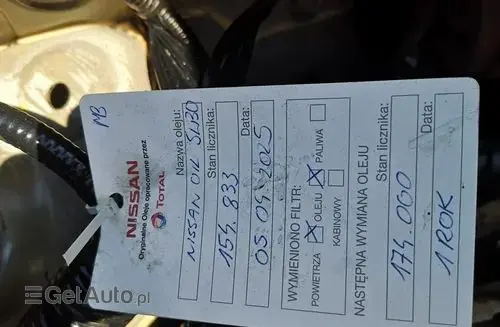 MB
NISSAN
Oryginalne Oleje opracowane przez
TOTAL
Nazwa oleju:
NISSAN OIL 5W30
Stan licznika:
154.833
Data:
05.09.2025
WYMIENIONO FILTR:
POWIETRZA X OLEJU X PALIWA
KABINOWY
NASTĘPNA WYMIANA OLEJU
Stan licznika:
174.000
Data:
1 ROK
GetAuto.pl